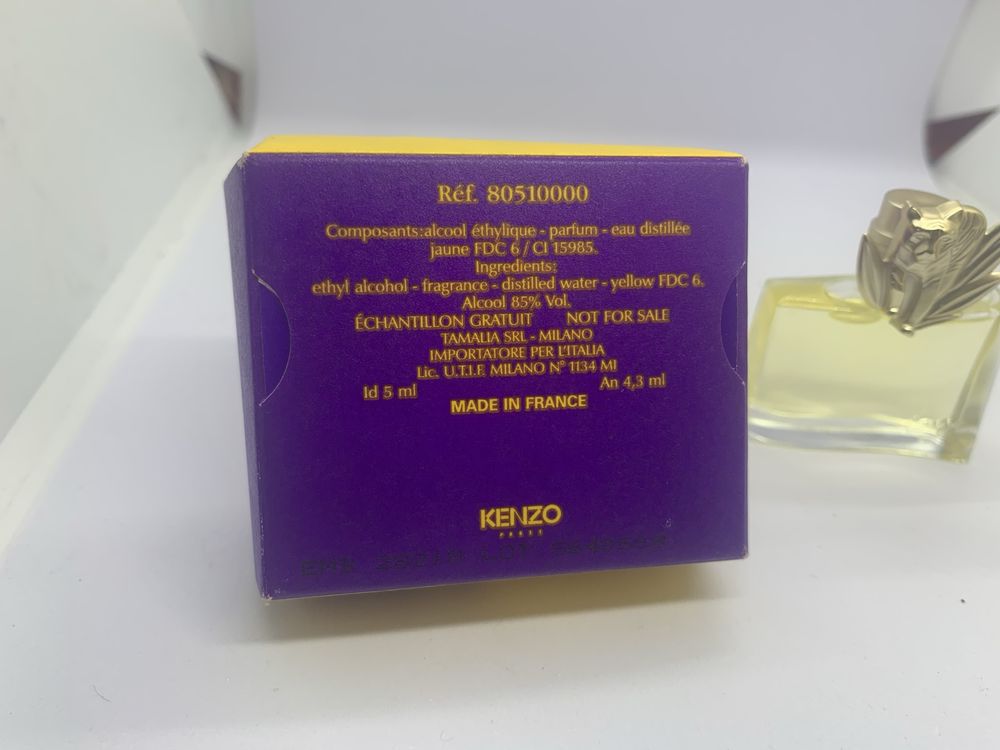 Réf. 80510000
Composants:alcool éthylique - parfum - eau distillée
jaune FDC 6 / CI 15985.
Ingredients:
ethyl alcohol - fragrance - distilled water - yellow FDC 6.
Alcool 85% Vol.
ÉCHANTILLON GRATUIT NOT FOR SALE
TAMALIA SRL - MILANO
IMPORTATORE PER L'ITALIA
Lic. U.T.I.F. MILANO N° 1134 MI
Id 5 ml An 4,3 ml
MADE IN FRANCE
KENZO
PARIS
LOT